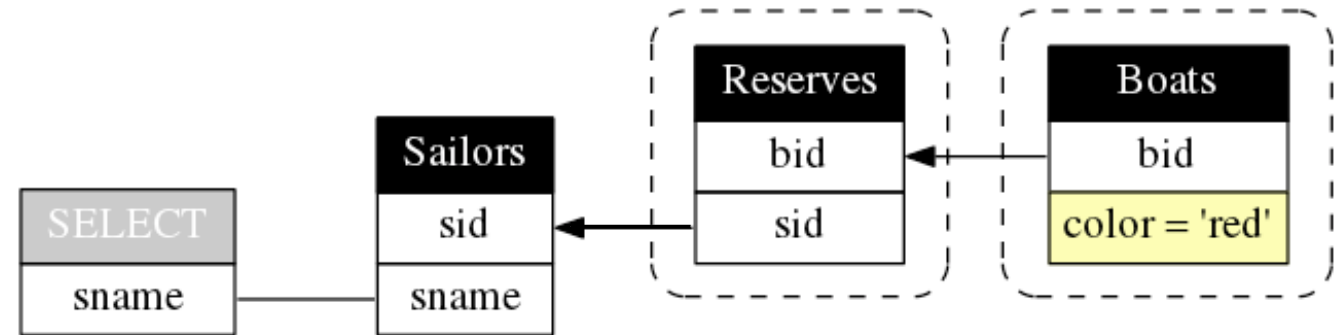 SELECT
sname
Sailors
sid
sname
Reserves
bid
sid
Boats
bid
color = 'red'